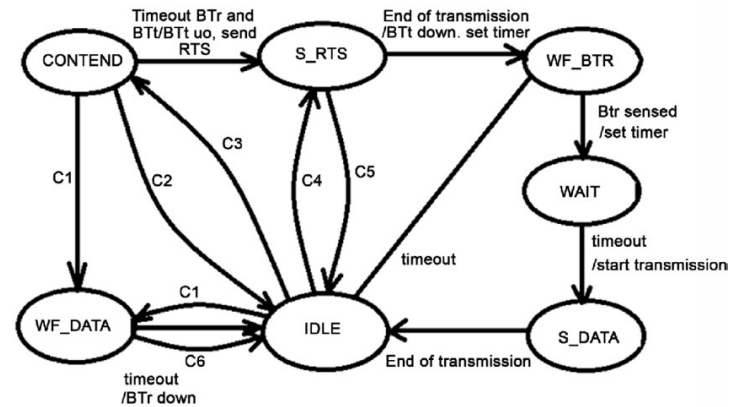 Timeout BTr and
BTt/BTt uo, send
RTS
End of transmission
/BTt down. set timer
CONTEND
S_RTS
WF_BTR
Btr sensed
/set timer
C3
C1
C2
C4
C5
WAIT
timeout
timeout
/start transmission
C1
WF_DATA
IDLE
S_DATA
C6
End of transmission
timeout
/BTr down